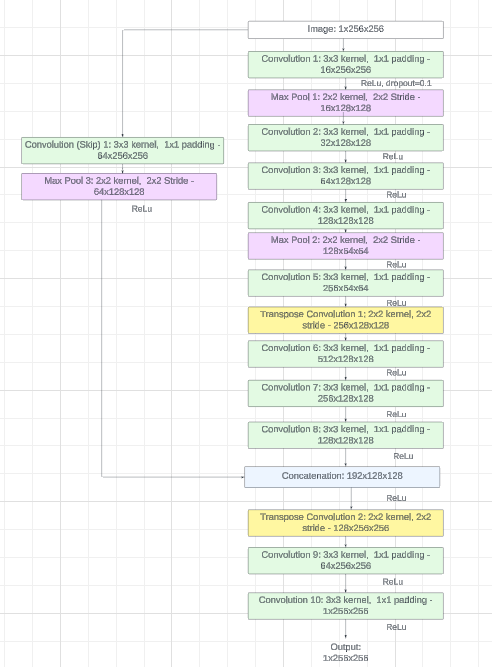 Image: 1x256x256
Convolution 1: 3x3 kernel, 1x1 padding -
16x256x256
ReLu, dropout=0.1
Max Pool 1: 2x2 kernel, 2x2 Stride -
16x128x128
Convolution 2: 3x3 kernel, 1x1 padding -
32x128x128
ReLu
Convolution 3: 3x3 kernel, 1x1 padding -
64x128x128
ReLu
Convolution 4: 3x3 kernel, 1x1 padding -
128x128x128
Max Pool 2: 2x2 kernel, 2x2 Stride -
128x64x64
ReLu
Convolution 5: 3x3 kernel, 1x1 padding -
256x64x64
ReLu
Transpose Convolution 1: 2x2 kernel, 2x2
stride - 256x128x128
Convolution 6: 3x3 kernel, 1x1 padding -
512x128x128
ReLu
Convolution 7: 3x3 kernel, 1x1 padding -
256x128x128
ReLu
Convolution 8: 3x3 kernel, 1x1 padding -
128x128x128
ReLu
Convolution (Skip) 1: 3x3 kernel, 1x1 padding -
64x256x256
Max Pool 3: 2x2 kernel, 2x2 Stride -
64x128x128
ReLu
Concatenation: 192x128x128
ReLu
Transpose Convolution 2: 2x2 kernel, 2x2
stride - 128x256x256
Convolution 9: 3x3 kernel, 1x1 padding -
64x256x256
ReLu
Convolution 10: 3x3 kernel, 1x1 padding -
1x256x256
ReLu
Output:
1x256x256